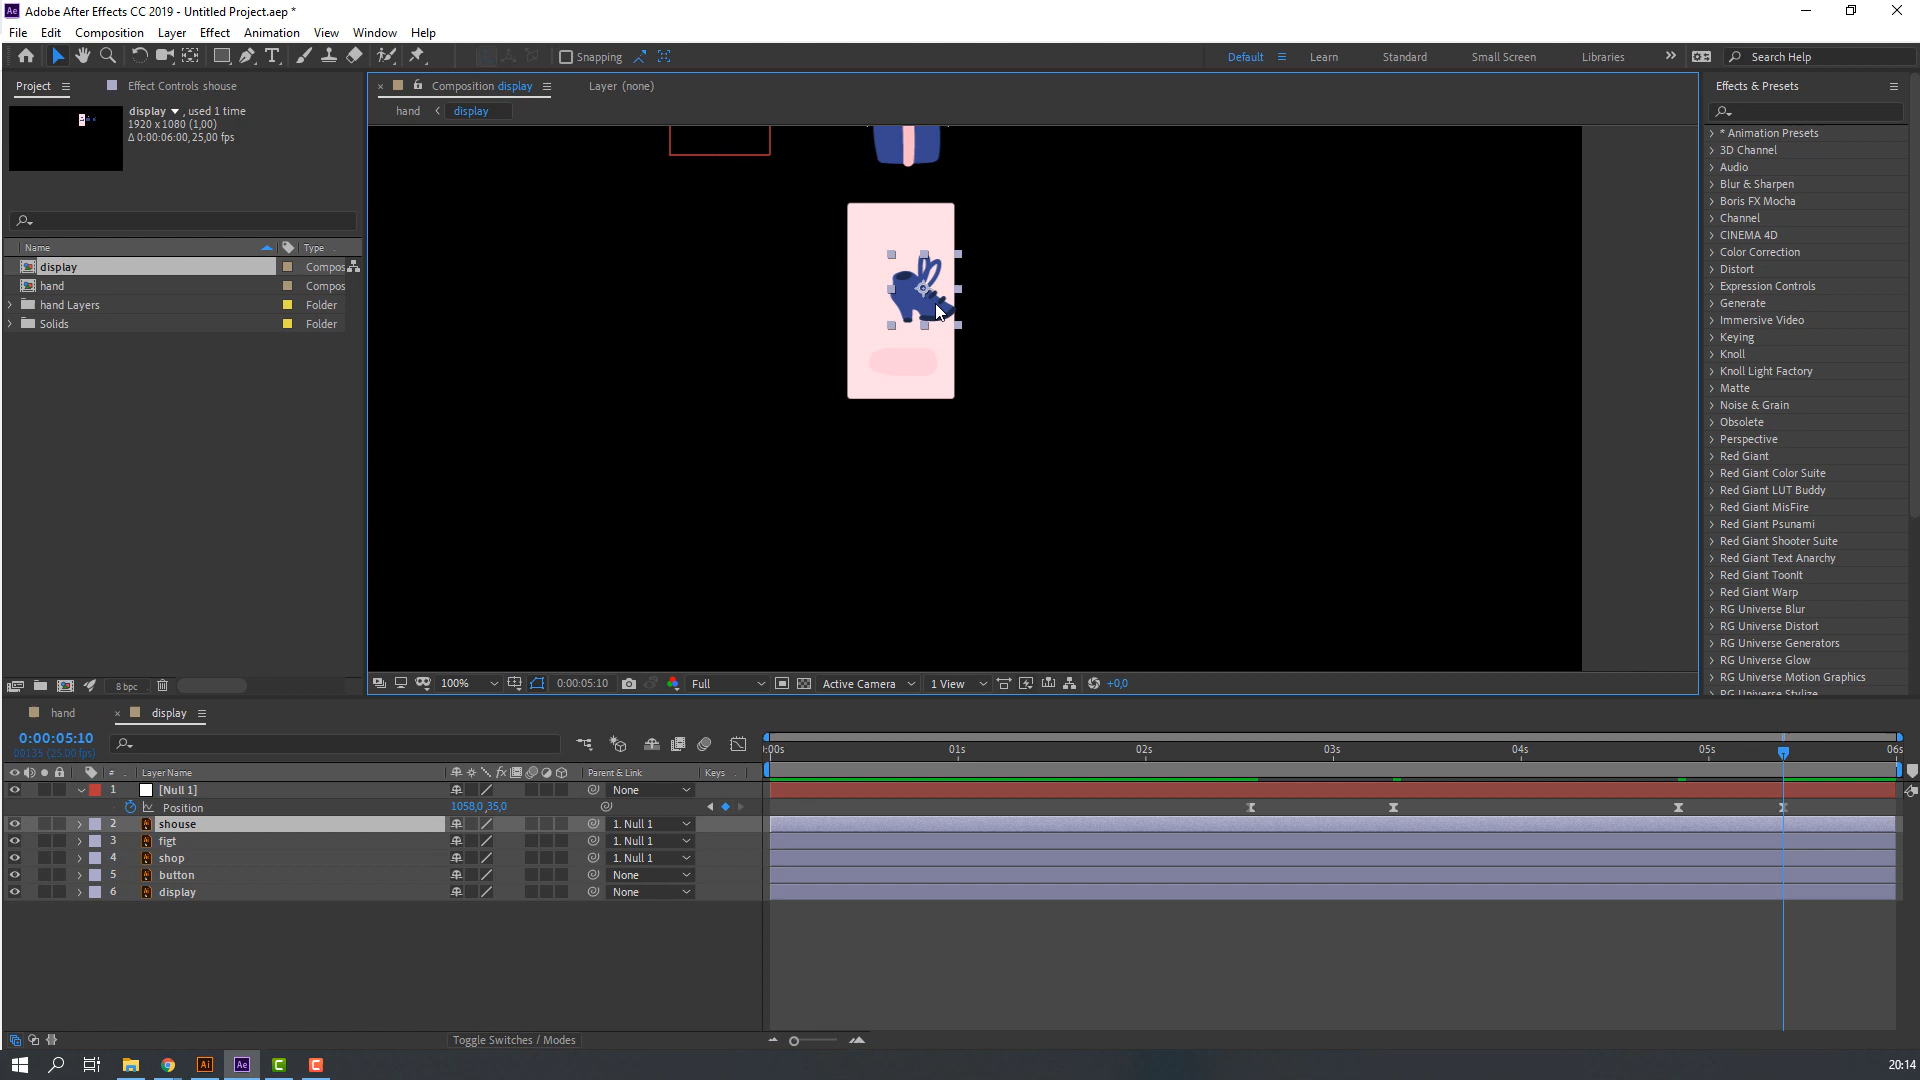 Adobe After Effects CC 2019 - Untitled Project.aep *
File Edit Composition Layer Effect Animation View Window Help
Snapping Default Learn Standard Small Screen Libraries Search Help
Project Effect Controls shouse
display , used 1 time
1920 x 1080 (1,00)
Δ 0:00:06:00, 25,00 fps
Name Type
display Compos
hand Compos
hand Layers Folder
Solids Folder
8 bpc
Composition display Layer (none)
hand display
100% 0:00:05:10 Full Active Camera 1 View +0,0
Effects & Presets
* Animation Presets
3D Channel
Audio
Blur & Sharpen
Boris FX Mocha
Channel
CINEMA 4D
Color Correction
Distort
Expression Controls
Generate
Immersive Video
Keying
Knoll
Knoll Light Factory
Matte
Noise & Grain
Obsolete
Perspective
Red Giant
Red Giant Color Suite
Red Giant LUT Buddy
Red Giant MisFire
Red Giant Psunami
Red Giant Shooter Suite
Red Giant Text Anarchy
Red Giant ToonIt
Red Giant Warp
RG Universe Blur
RG Universe Distort
RG Universe Generators
RG Universe Glow
RG Universe Motion Graphics
RG Universe Stylize
hand display
0:00:05:10
00135 (25.00 fps)
:00s 01s 02s 03s 04s 05s 06s
# Layer Name Parent & Link Keys
1 [Null 1] None
Position 1058,0,35,0
2 shouse 1. Null 1
3 figt 1. Null 1
4 shop 1. Null 1
5 button None
6 display None
Toggle Switches / Modes
20:14